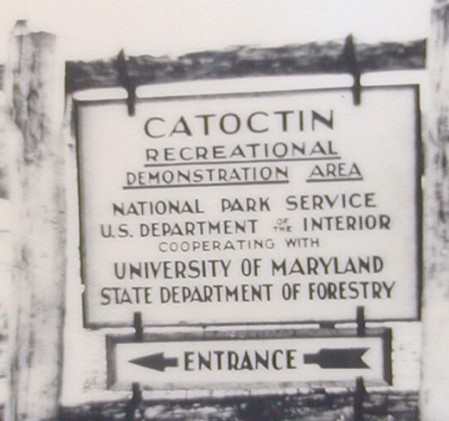 CATOCTIN
RECREATIONAL
DEMONSTRATION AREA
NATIONAL PARK SERVICE
U.S. DEPARTMENT OF THE INTERIOR
COOPERATING WITH
UNIVERSITY OF MARYLAND
STATE DEPARTMENT OF FORESTRY
ENTRANCE